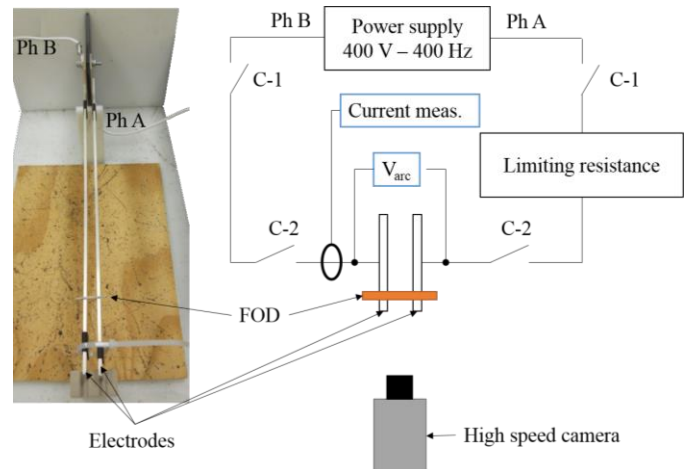 Ph B
Ph A
Ph B
Power supply
400 V – 400 Hz
Ph A
C-1
C-1
Current meas.
Limiting resistance
V_arc
C-2
C-2
FOD
Electrodes
High speed camera